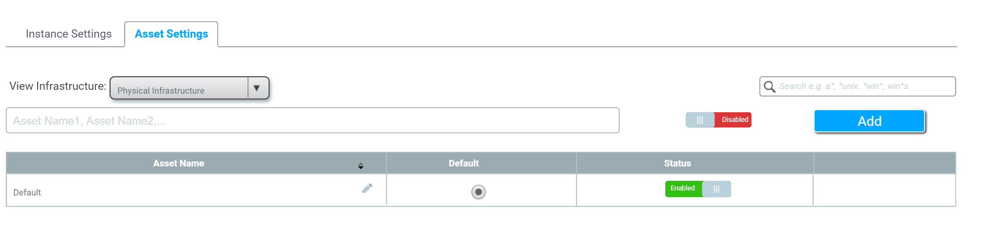 Instance Settings Asset Settings
View Infrastructure: Physical Infrastructure Search e.g. a*, *unix, *win*, win*s
Asset Name1, Asset Name2,... Disabled Add
Asset Name Default Status
Default Enabled